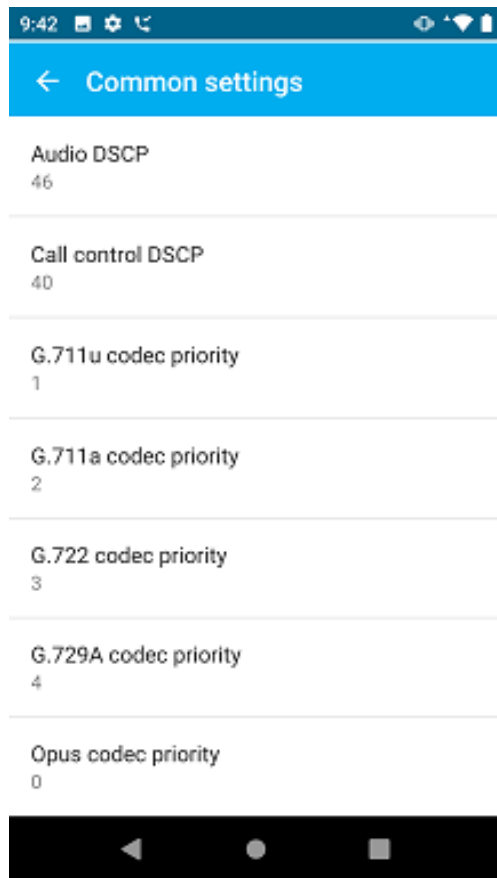 9:42
Common settings
Audio DSCP
46
Call control DSCP
40
G.711u codec priority
1
G.711a codec priority
2
G.722 codec priority
3
G.729A codec priority
4
Opus codec priority
0